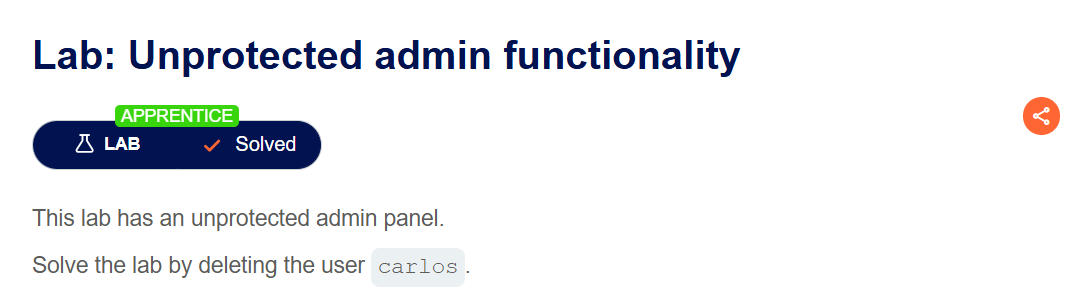 Lab: Unprotected admin functionality
APPRENTICE
LAB Solved
This lab has an unprotected admin panel.
Solve the lab by deleting the user carlos.